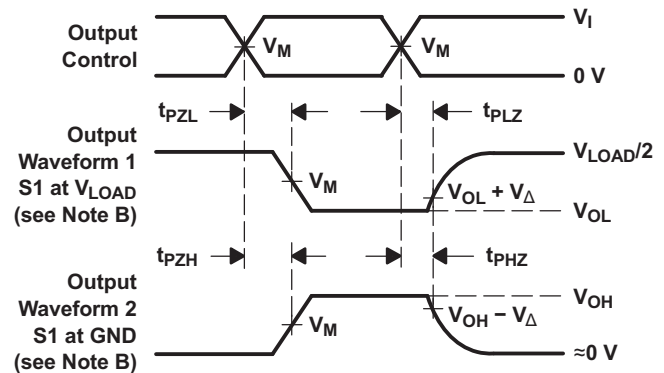 Output
Control
V_M
V_M
V_I
0 V
t_PZL
t_PLZ
Output
Waveform 1
S1 at V_LOAD
(see Note B)
V_M
V_OL + V_Δ
V_LOAD/2
V_OL
t_PZH
t_PHZ
Output
Waveform 2
S1 at GND
(see Note B)
V_M
V_OH − V_Δ
V_OH
≈0 V